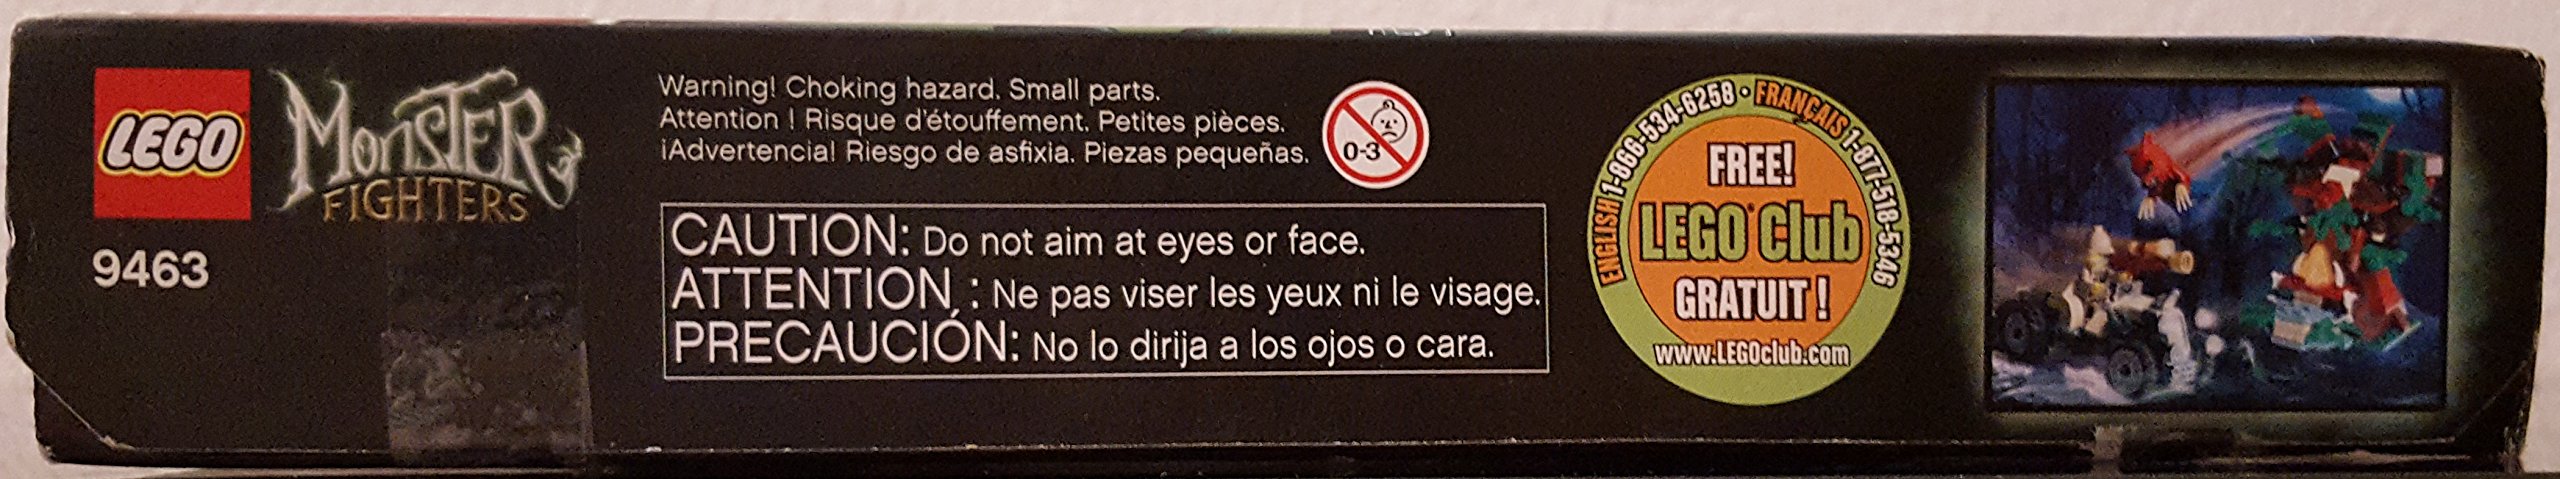 LEGO
MONSTER
FIGHTERS
9463
Warning! Choking hazard. Small parts.
Attention ! Risque d'étouffement. Petites pièces.
¡Advertencia! Riesgo de asfixia. Piezas pequeñas.
0-3
CAUTION: Do not aim at eyes or face.
ATTENTION : Ne pas viser les yeux ni le visage.
PRECAUCIÓN: No lo dirija a los ojos o cara.
ENGLISH 1-866-534-6258 • FRANÇAIS 1-877-518-5346
FREE!
LEGO® Club
GRATUIT !
www.LEGOclub.com